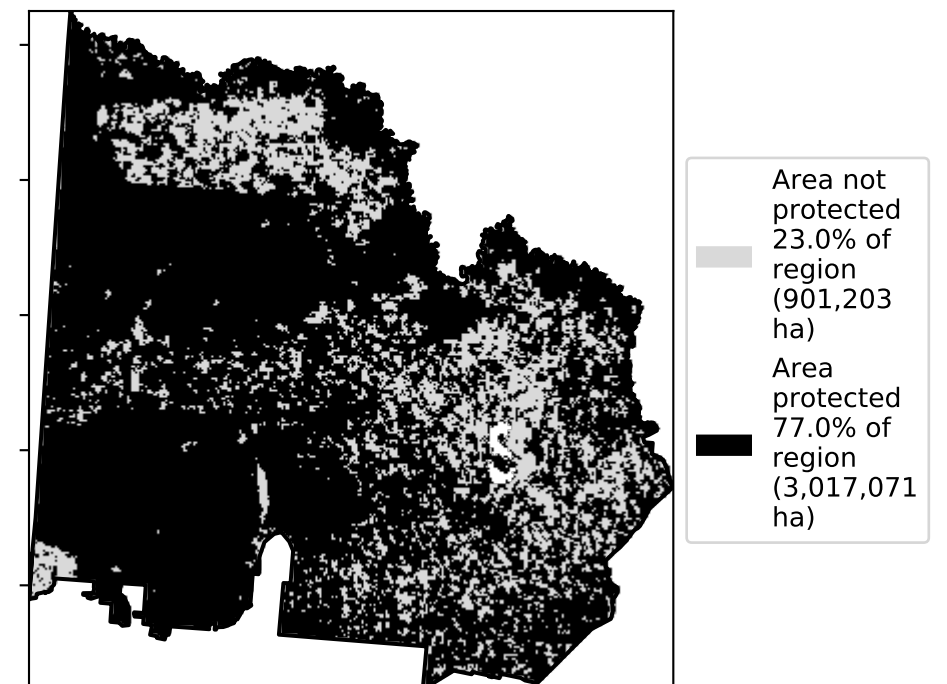 Area not
protected
23.0% of
region
(901,203
ha)
Area
protected
77.0% of
region
(3,017,071
ha)